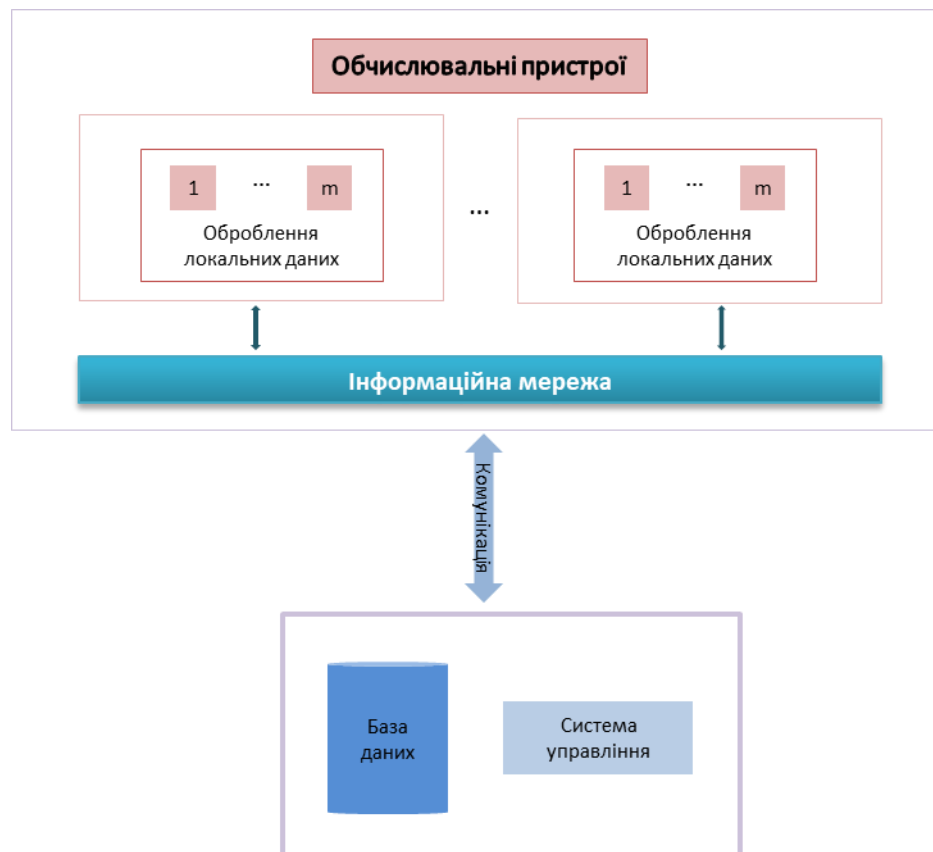 Обчислювальні пристрої
1 ... m
Оброблення
локальних даних
...
1 ... m
Оброблення
локальних даних
Інформаційна мережа
Комунікація
База
даних
Система
управління